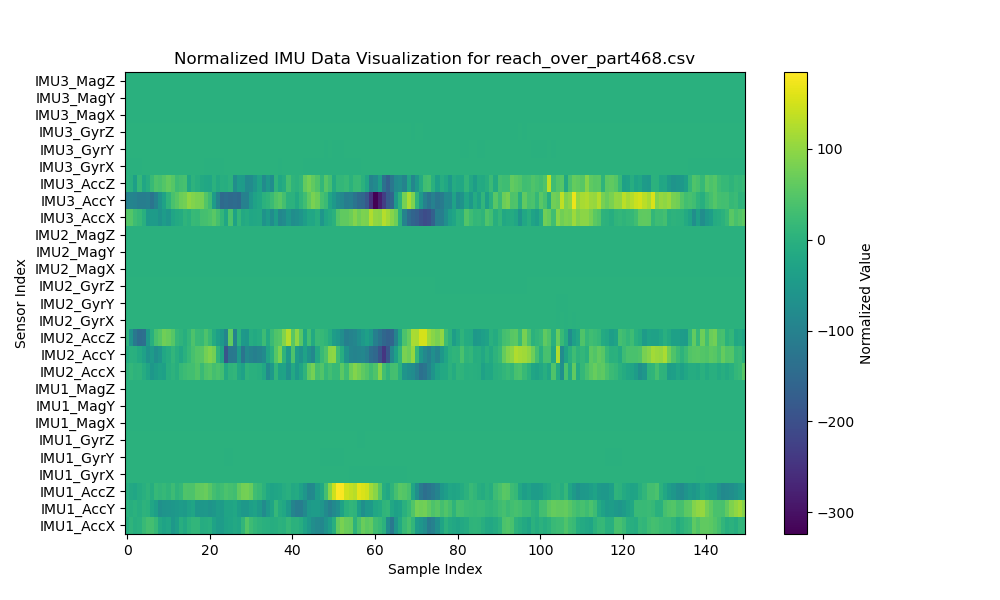 Normalized IMU Data Visualization for reach_over_part468.csv
IMU3_MagZ
IMU3_MagY
IMU3_MagX
IMU3_GyrZ
IMU3_GyrY
IMU3_GyrX
IMU3_AccZ
IMU3_AccY
IMU3_AccX
IMU2_MagZ
IMU2_MagY
IMU2_MagX
IMU2_GyrZ
IMU2_GyrY
IMU2_GyrX
IMU2_AccZ
IMU2_AccY
IMU2_AccX
IMU1_MagZ
IMU1_MagY
IMU1_MagX
IMU1_GyrZ
IMU1_GyrY
IMU1_GyrX
IMU1_AccZ
IMU1_AccY
IMU1_AccX
Sensor Index
0 20 40 60 80 100 120 140
Sample Index
100
0
−100
−200
−300
Normalized Value